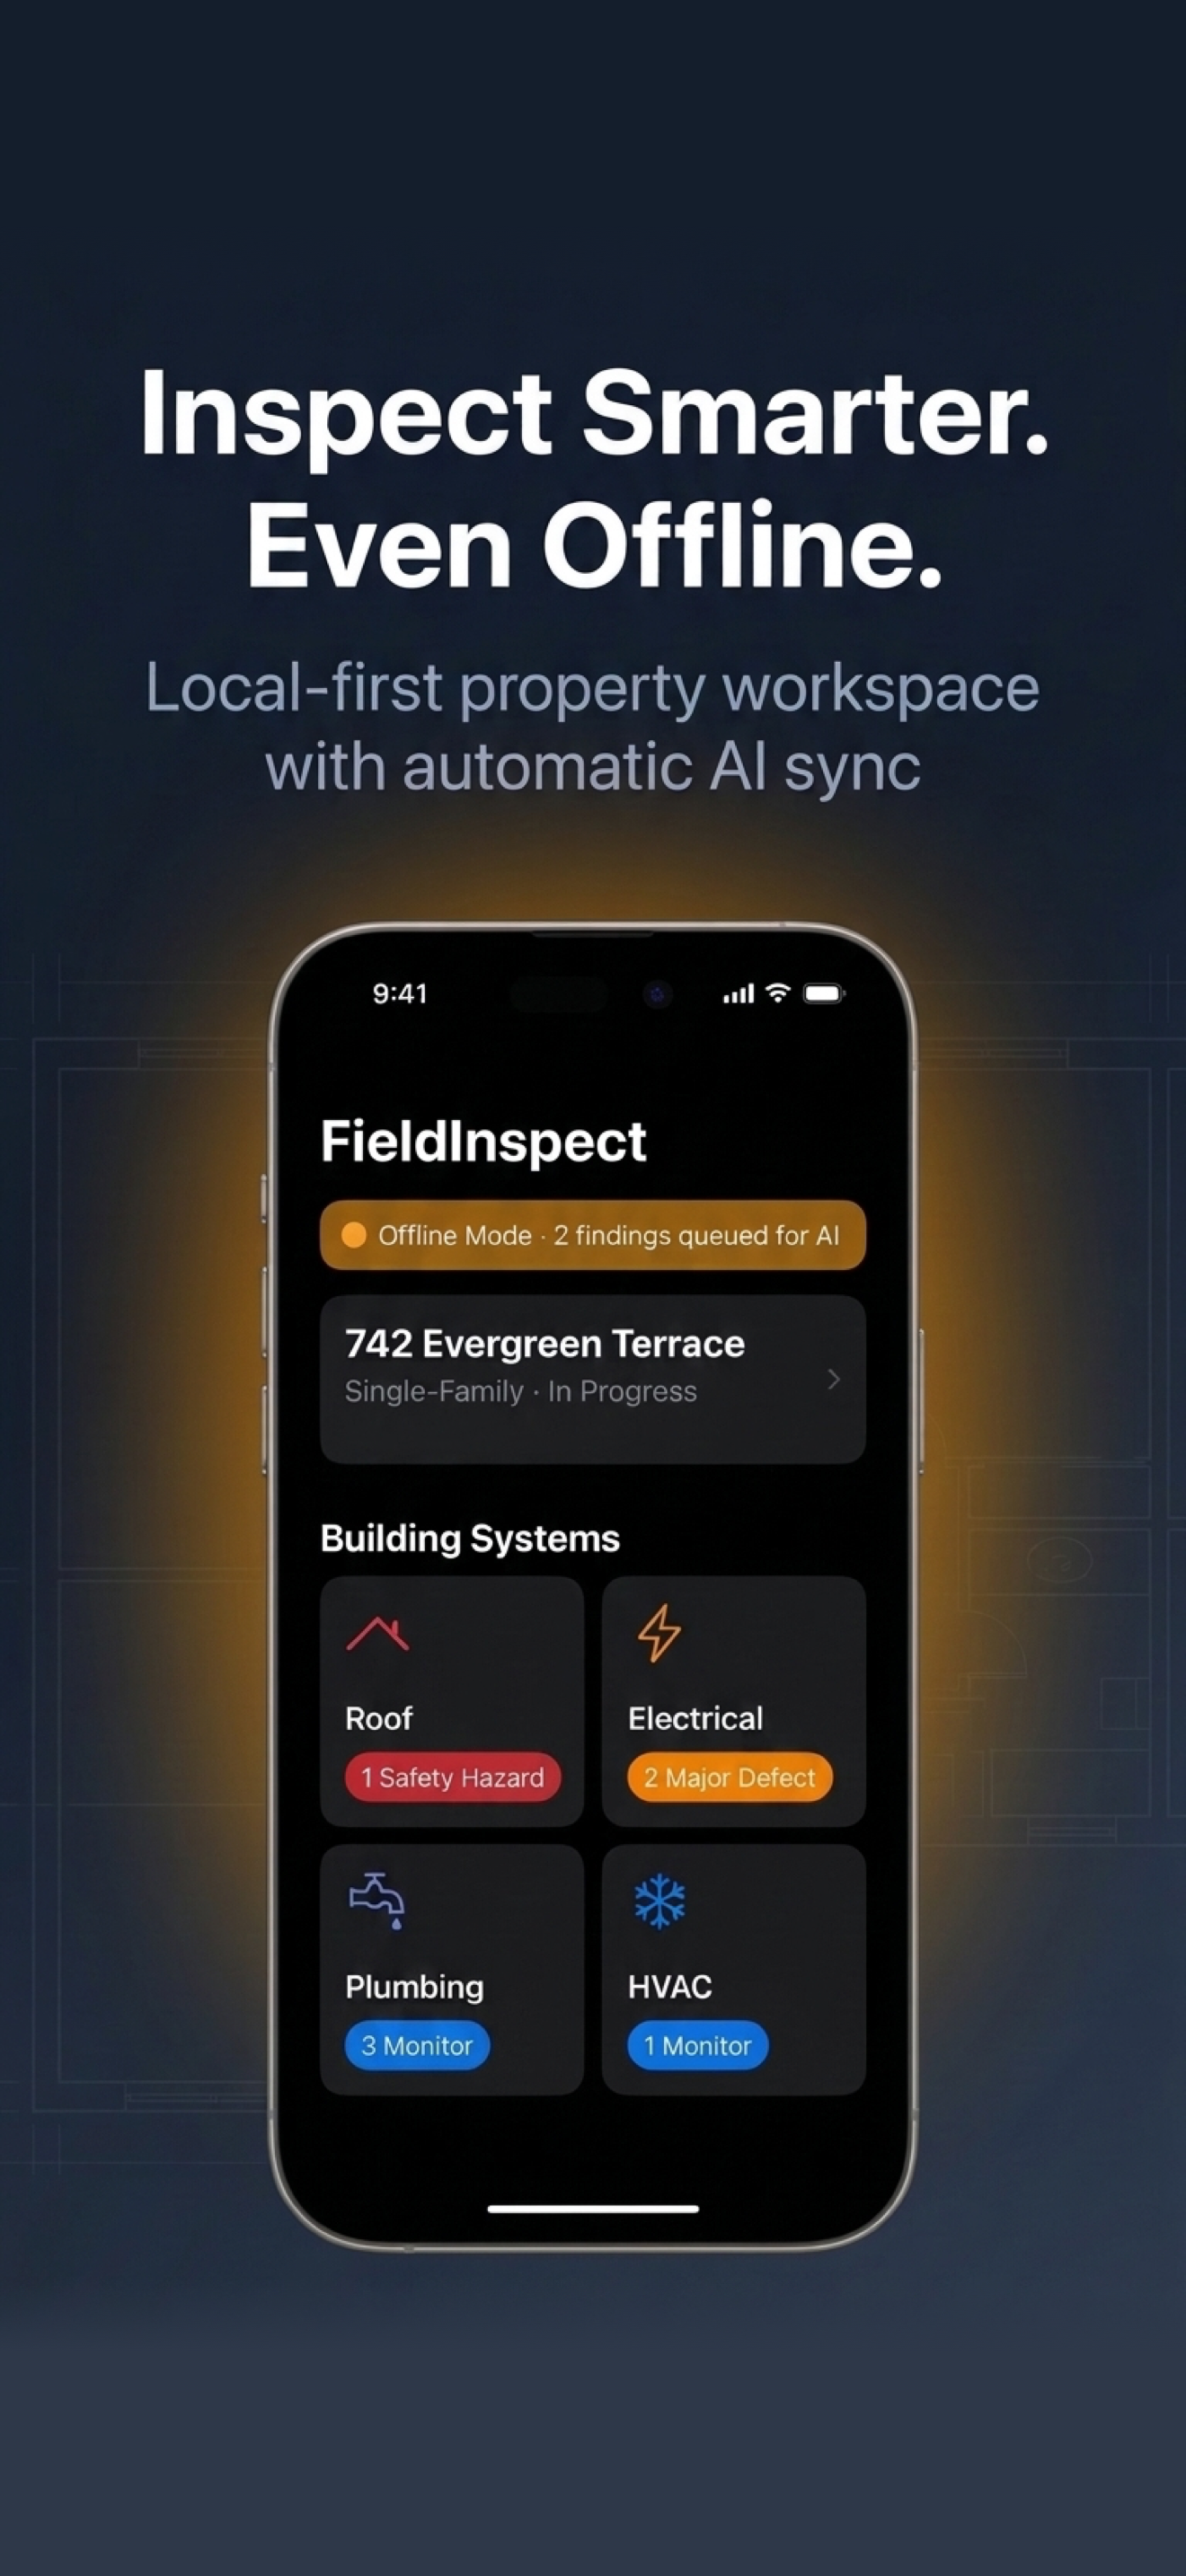 Inspect Smarter.
Even Offline.
Local-first property workspace
with automatic AI sync
9:41
FieldInspect
Offline Mode · 2 findings queued for AI
742 Evergreen Terrace
Single-Family · In Progress
Building Systems
Roof
Electrical
1 Safety Hazard
2 Major Defect
Plumbing
HVAC
3 Monitor
1 Monitor